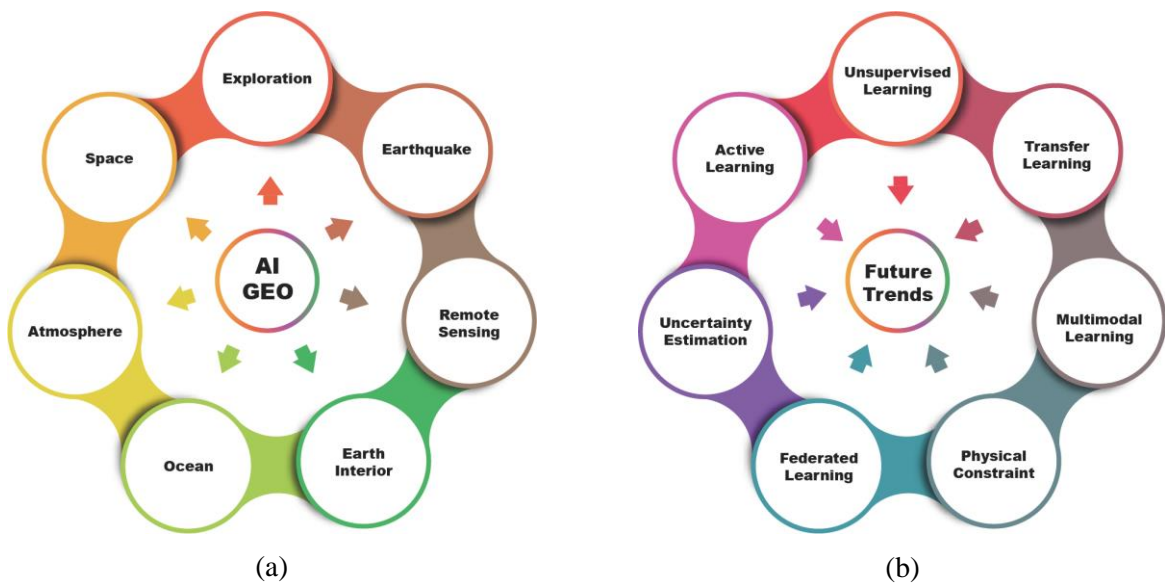 Exploration
Space
Earthquake
AI
GEO
Atmosphere
Remote
Sensing
Ocean
Earth
Interior
(a)
Unsupervised
Learning
Active
Learning
Transfer
Learning
Future
Trends
Uncertainty
Estimation
Multimodal
Learning
Federated
Learning
Physical
Constraint
(b)